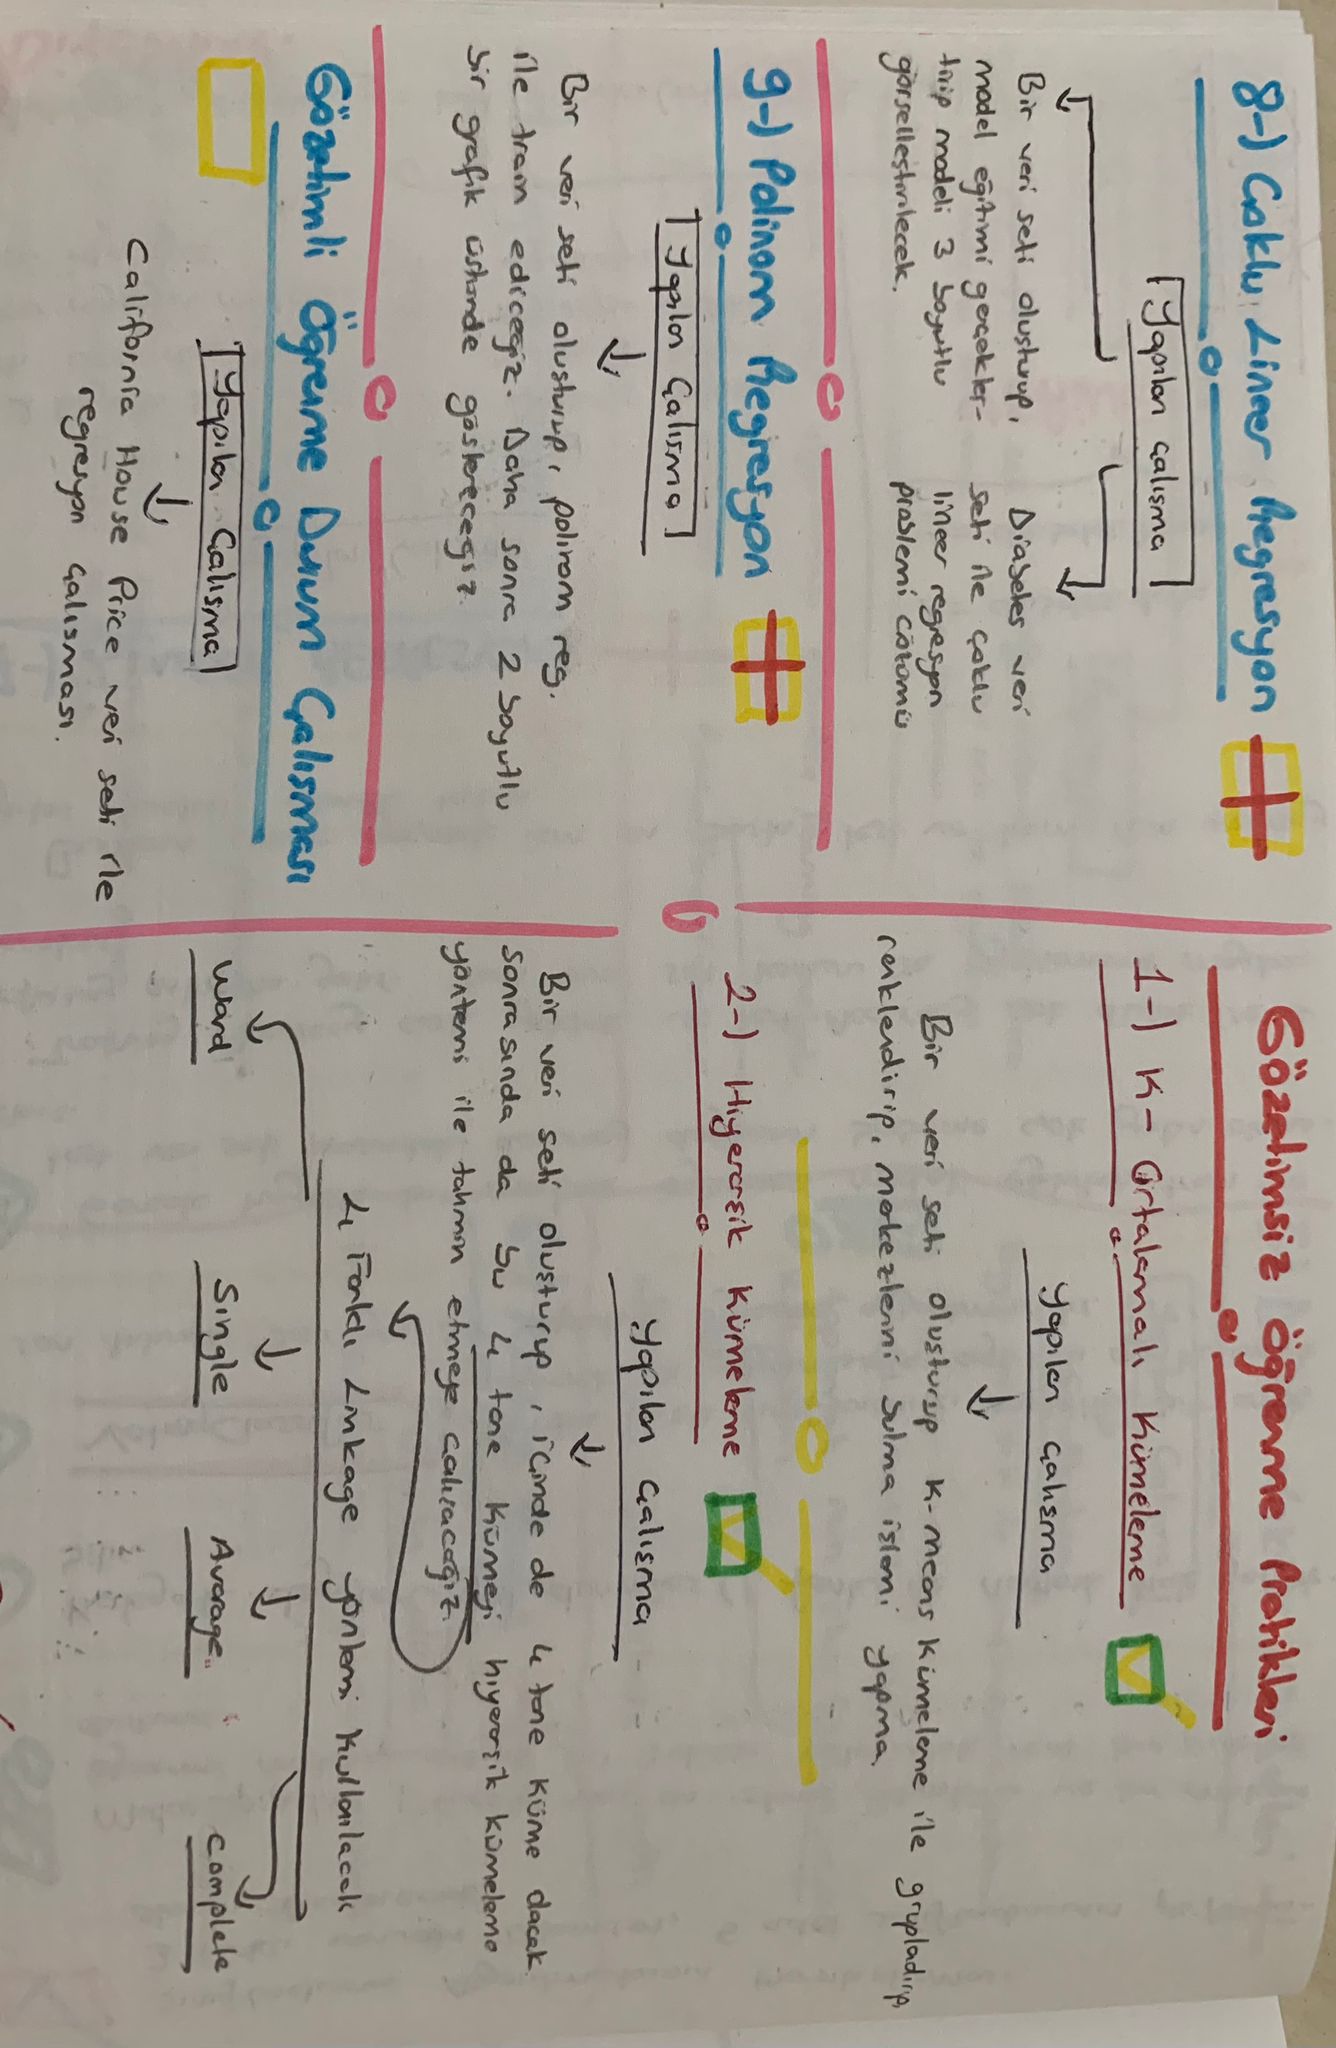 8-) Çoklu Lineer Regresyon
Yapılan çalışma
Bir veri seti oluşturup,
model eğitimi gerçekleş-
tirip modeli 3 boyutlu
görselleştirilecek.
Diabetes veri
seti ile çoklu
lineer regresyon
problemi çözümü
9-) Polinom Regresyon
Yapılan Çalışma
Bir veri seti oluşturup, polinom reg.
ile train ediceğiz. Daha sonra 2 boyutlu
bir grafik üstünde göstereceğiz.
Gözetimli Öğrenme Durum Çalışması
Yapılan Çalışma
California House Price veri seti ile
regresyon çalışması.
Gözetimsiz Öğrenme Pratikleri
1-) K-Ortalamalı Kümeleme
Yapılan çalışma
Bir veri seti oluşturup K-means kümeleme ile gruplayıp,
renklendirip, merkezlerini bulma işlemi yapma.
2-) Hiyerarşik Kümeleme
Yapılan çalışma
Bir veri seti oluşturup, içinde de 4 tane küme olacak.
sonrasında da bu 4 tane kümeyi hiyerarşik kümeleme
yöntemi ile tahmin etmeye çalışacağız.
4 Farklı Linkage yöntemi kullanılacak
Ward
Single
Average
Complete